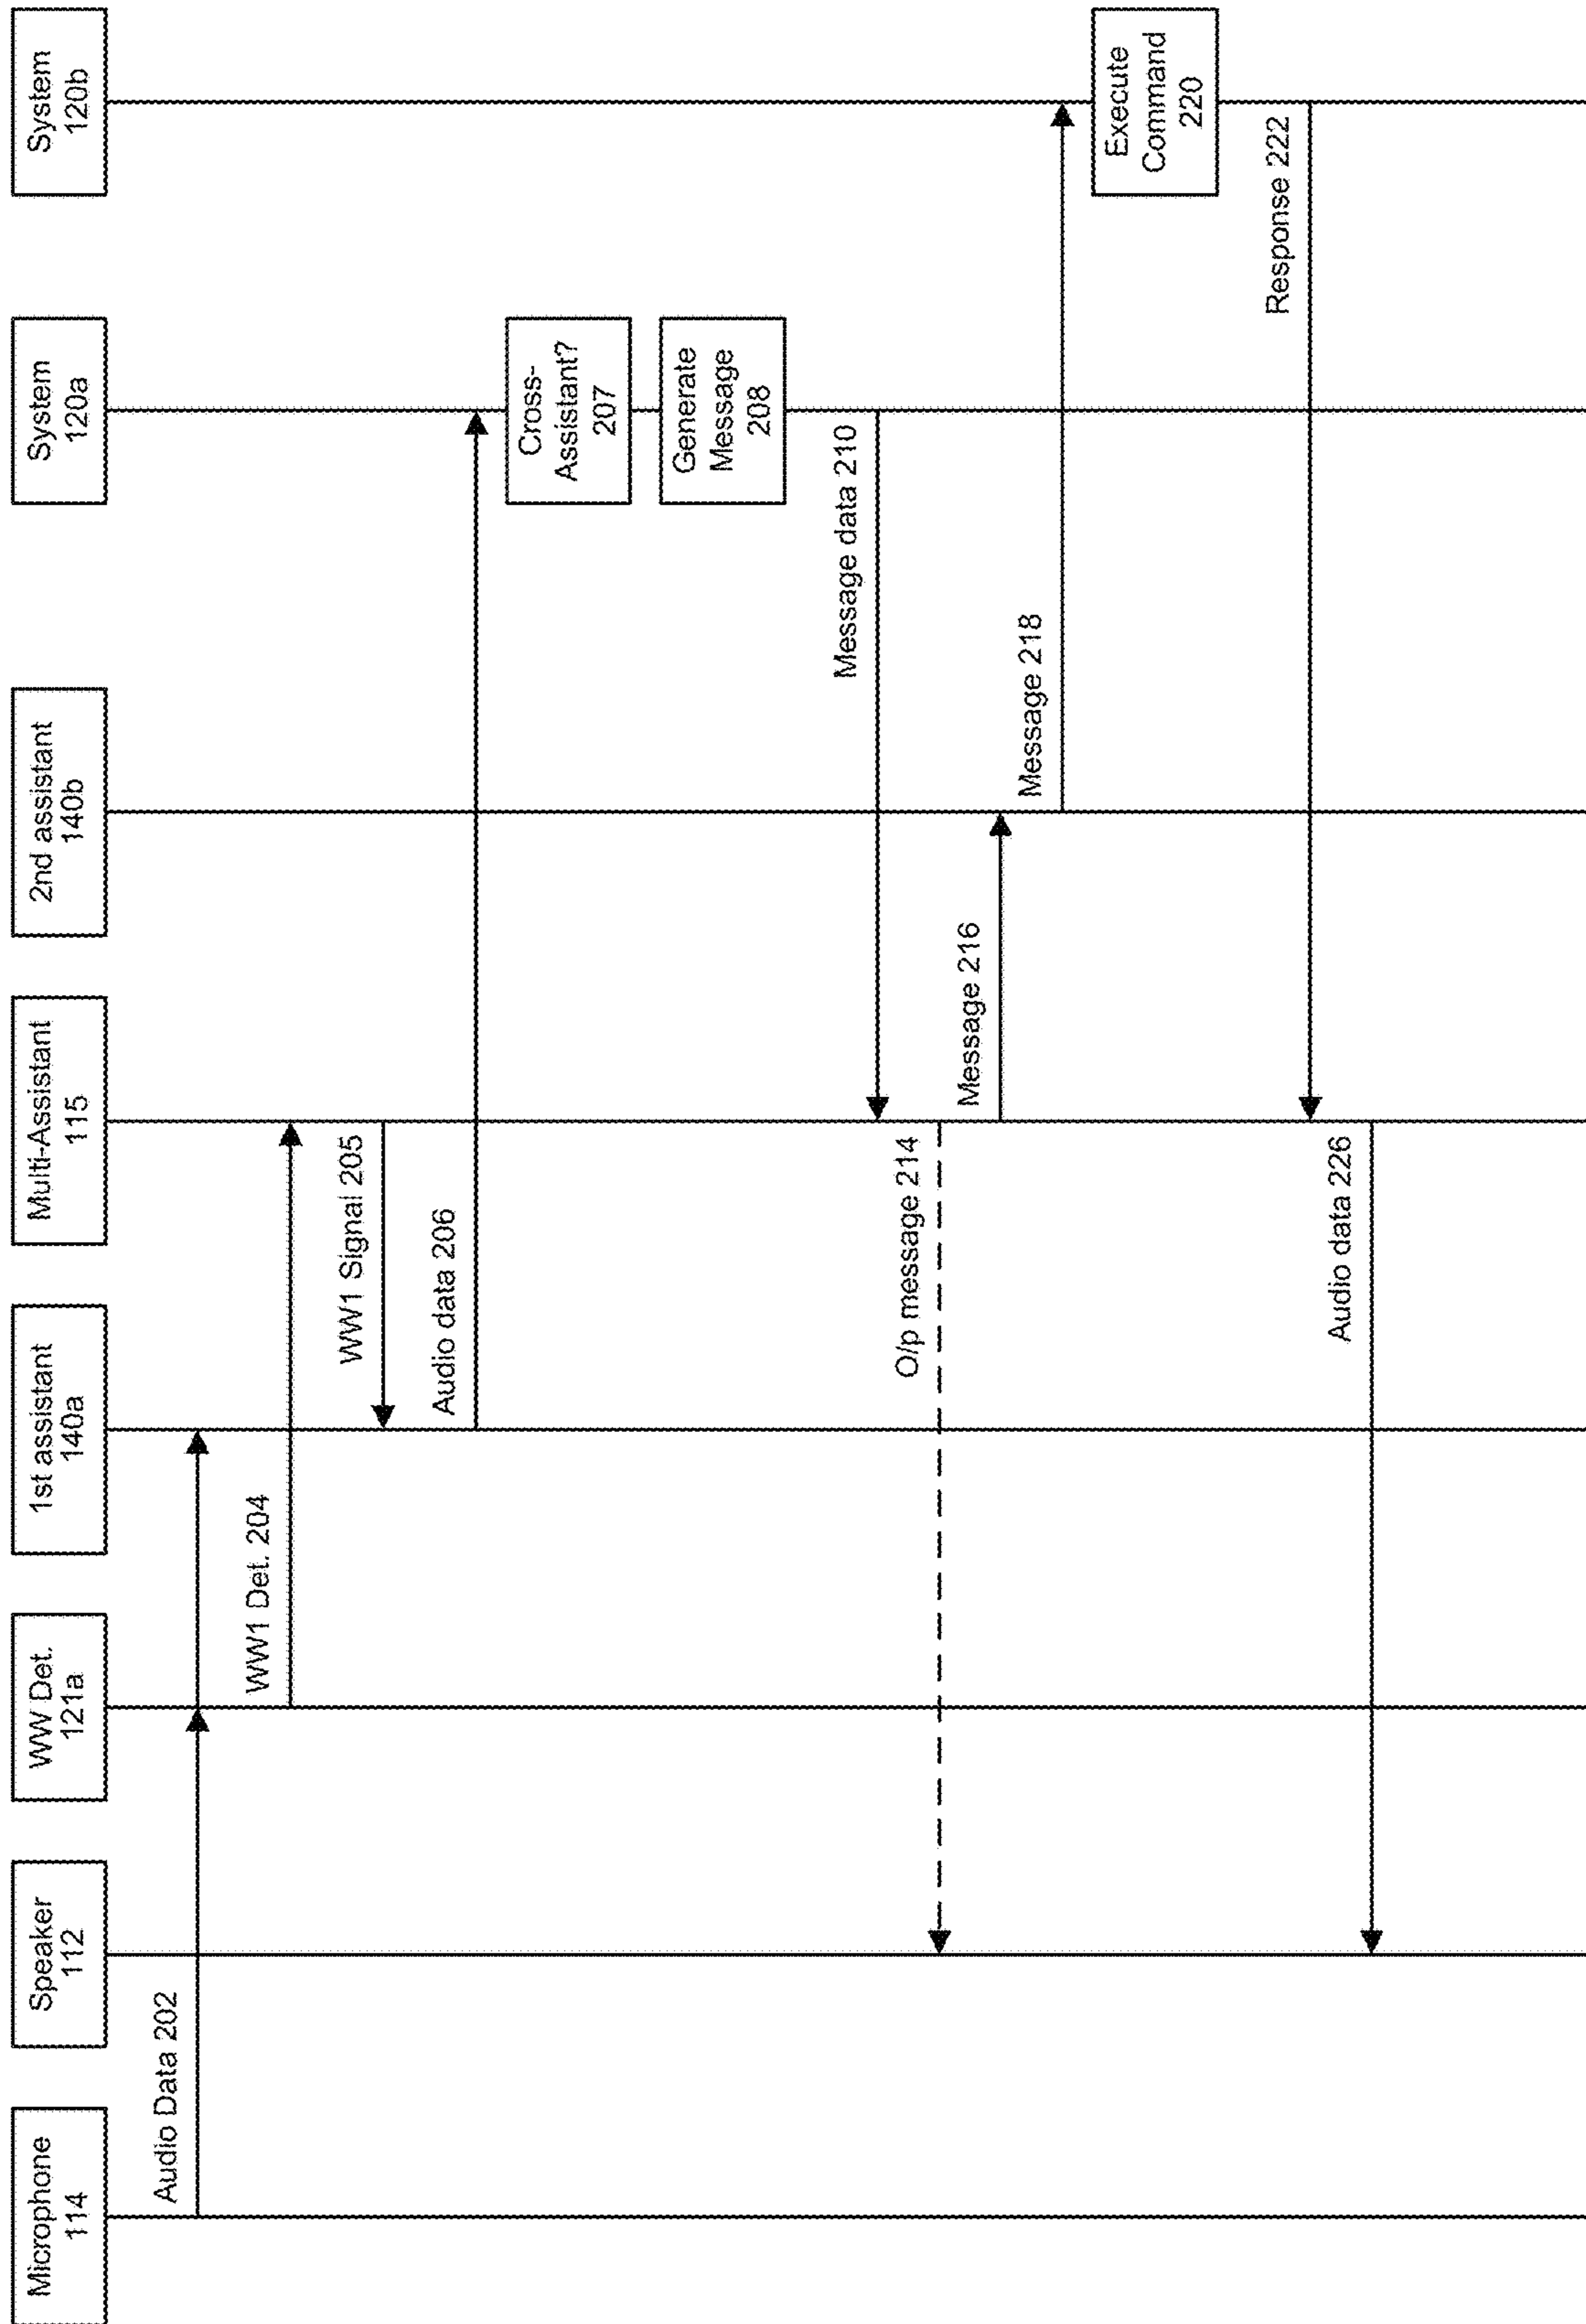 Microphone
114
Speaker
112
WW Det.
121a
1st assistant
140a
Multi-Assistant
115
2nd assistant
140b
System
120a
System
120b
Audio Data 202
WW1 Det. 204
WW1 Signal 205
Audio data 206
Cross-
Assistant?
207
Generate
Message
208
Message data 210
O/p message 214
Message 216
Message 218
Execute
Command
220
Response 222
Audio data 226